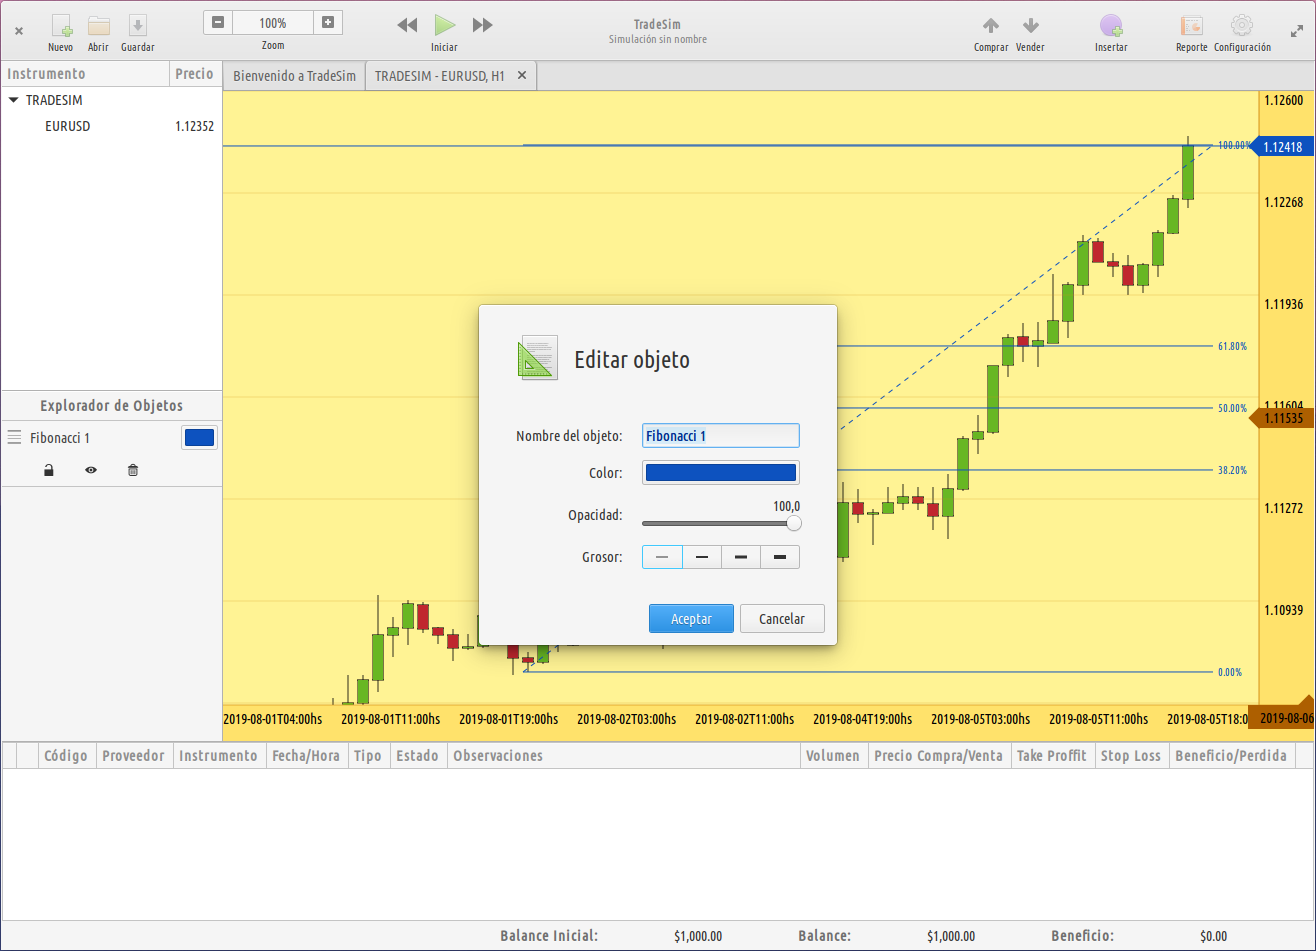 TradeSim
Simulación sin nombre
Nuevo Abrir Guardar
100%
Zoom
Iniciar
Comprar Vender
Insertar
Reporte Configuración
Instrumento Precio
TRADESIM
EURUSD 1.12352
Explorador de Objetos
Fibonacci 1
Bienvenido a TradeSim
TRADESIM - EURUSD, H1
1.12600
100.00%
1.12418
1.12268
1.11936
61.80%
50.00%
1.11604
1.11535
38.20%
1.11272
1.10939
0.00%
2019-08-01T04:00hs 2019-08-01T11:00hs 2019-08-01T19:00hs 2019-08-02T03:00hs 2019-08-02T11:00hs 2019-08-04T19:00hs 2019-08-05T03:00hs 2019-08-05T11:00hs 2019-08-05T18:0 2019-08-06
Editar objeto
Nombre del objeto: Fibonacci 1
Color:
Opacidad: 100,0
Grosor:
Aceptar Cancelar
Código Proveedor Instrumento Fecha/Hora Tipo Estado Observaciones Volumen Precio Compra/Venta Take Proffit Stop Loss Beneficio/Perdida
Balance Inicial: $1,000.00 Balance: $1,000.00 Beneficio: $0.00